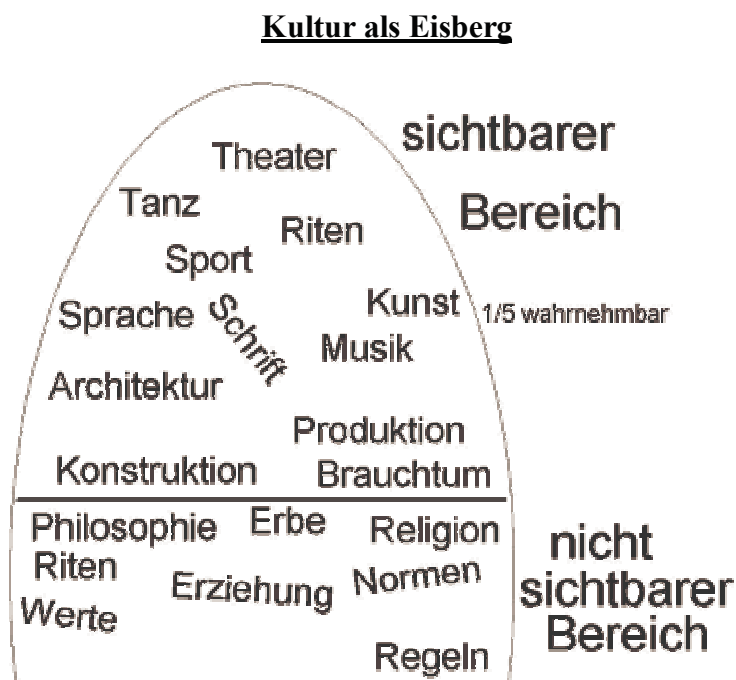 Kultur als Eisberg
sichtbarer
Bereich
1/5 wahrnehmbar
Theater
Tanz
Riten
Sport
Kunst
Sprache
Schrift
Musik
Architektur
Produktion
Konstruktion
Brauchtum
Philosophie
Erbe
Religion
Riten
Erziehung
Normen
Werte
Regeln
nicht
sichtbarer
Bereich